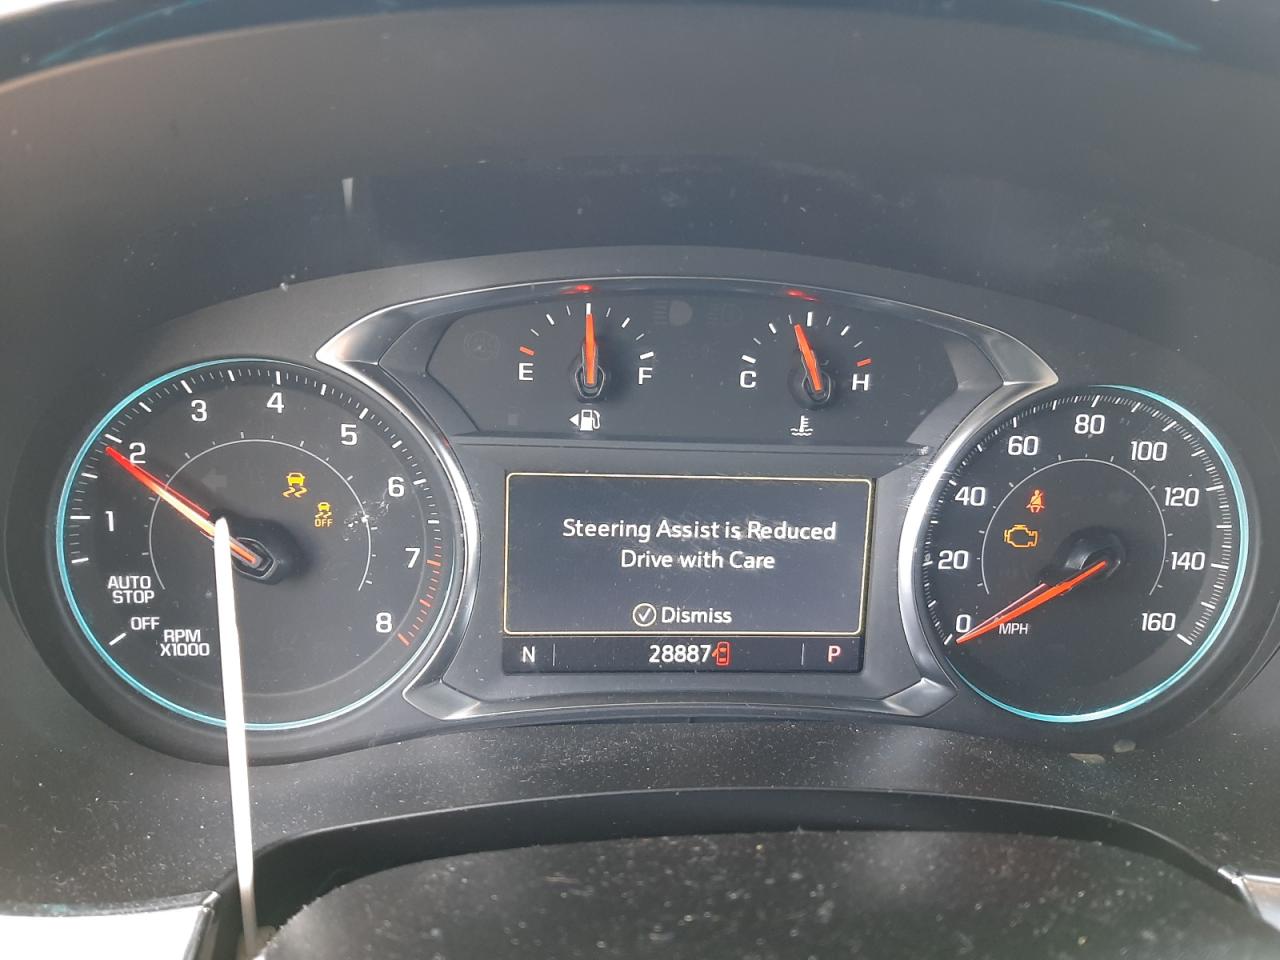 E
F
C
H
1
2
3
4
5
6
7
8
OFF
AUTO
STOP
OFF
RPM
X1000
Steering Assist is Reduced
Drive with Care
Dismiss
N
28887
P
0
20
40
60
80
100
120
140
160
MPH